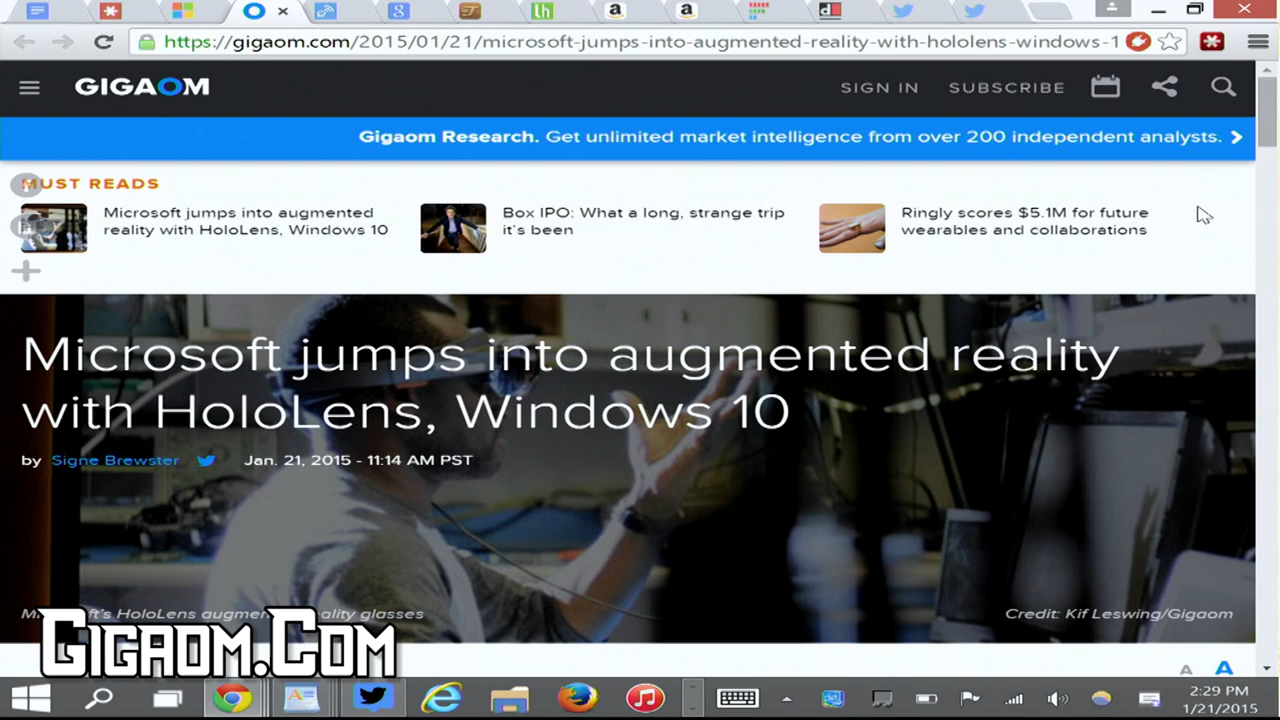 https://gigaom.com/2015/01/21/microsoft-jumps-into-augmented-reality-with-hololens-windows-1
GIGAOM
SIGN IN
SUBSCRIBE
Gigaom Research. Get unlimited market intelligence from over 200 independent analysts.
MUST READS
Microsoft jumps into augmented
reality with HoloLens, Windows 10
Box IPO: What a long, strange trip
it's been
Ringly scores $5.1M for future
wearables and collaborations
Microsoft jumps into augmented reality
with HoloLens, Windows 10
by Signe Brewster Jan. 21, 2015 - 11:14 AM PST
HoloLens glasses
Credit: Kif Leswing/Gigaom
GIGAOM.COM
A A
2:29 PM
1/21/2015